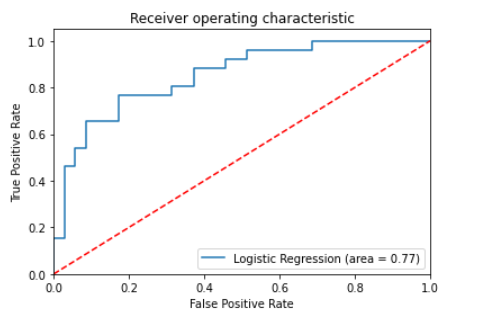 Receiver operating characteristic
True Positive Rate
1.0
0.8
0.6
0.4
0.2
0.0
Logistic Regression (area = 0.77)
0.0 0.2 0.4 0.6 0.8 1.0
False Positive Rate